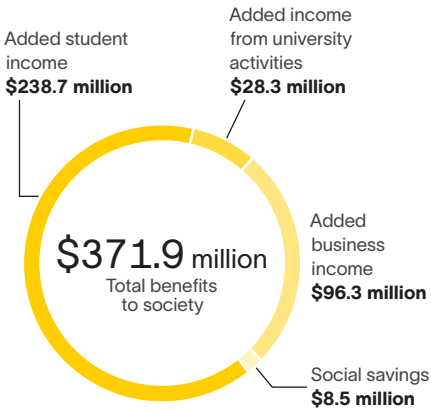 Added student
income
$238.7 million
Added income
from university
activities
$28.3 million
$371.9 million
Total benefits
to society
Added
business
income
$96.3 million
Social savings
$8.5 million